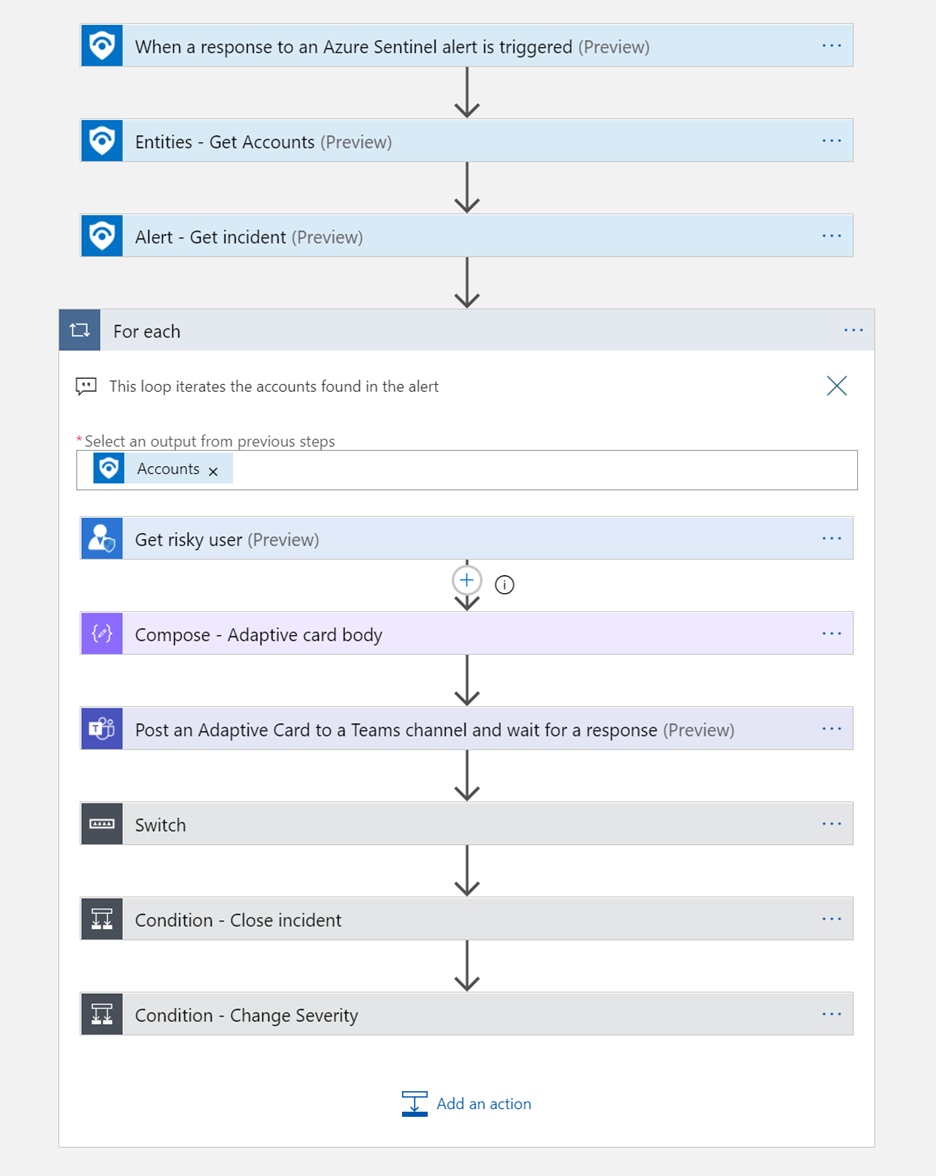 When a response to an Azure Sentinel alert is triggered (Preview)
Entities - Get Accounts (Preview)
Alert - Get incident (Preview)
For each
This loop iterates the accounts found in the alert
*Select an output from previous steps
Accounts
Get risky user (Preview)
Compose - Adaptive card body
Post an Adaptive Card to a Teams channel and wait for a response (Preview)
Switch
Condition - Close incident
Condition - Change Severity
Add an action